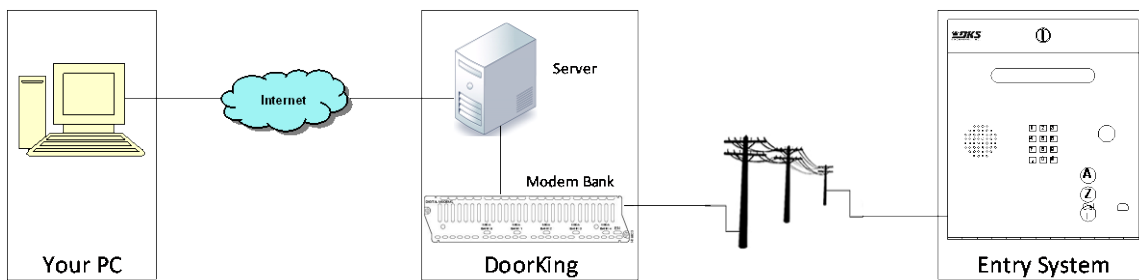 Your PC
Internet
Server
Modem Bank
DoorKing
DKS
A
Z
Entry System